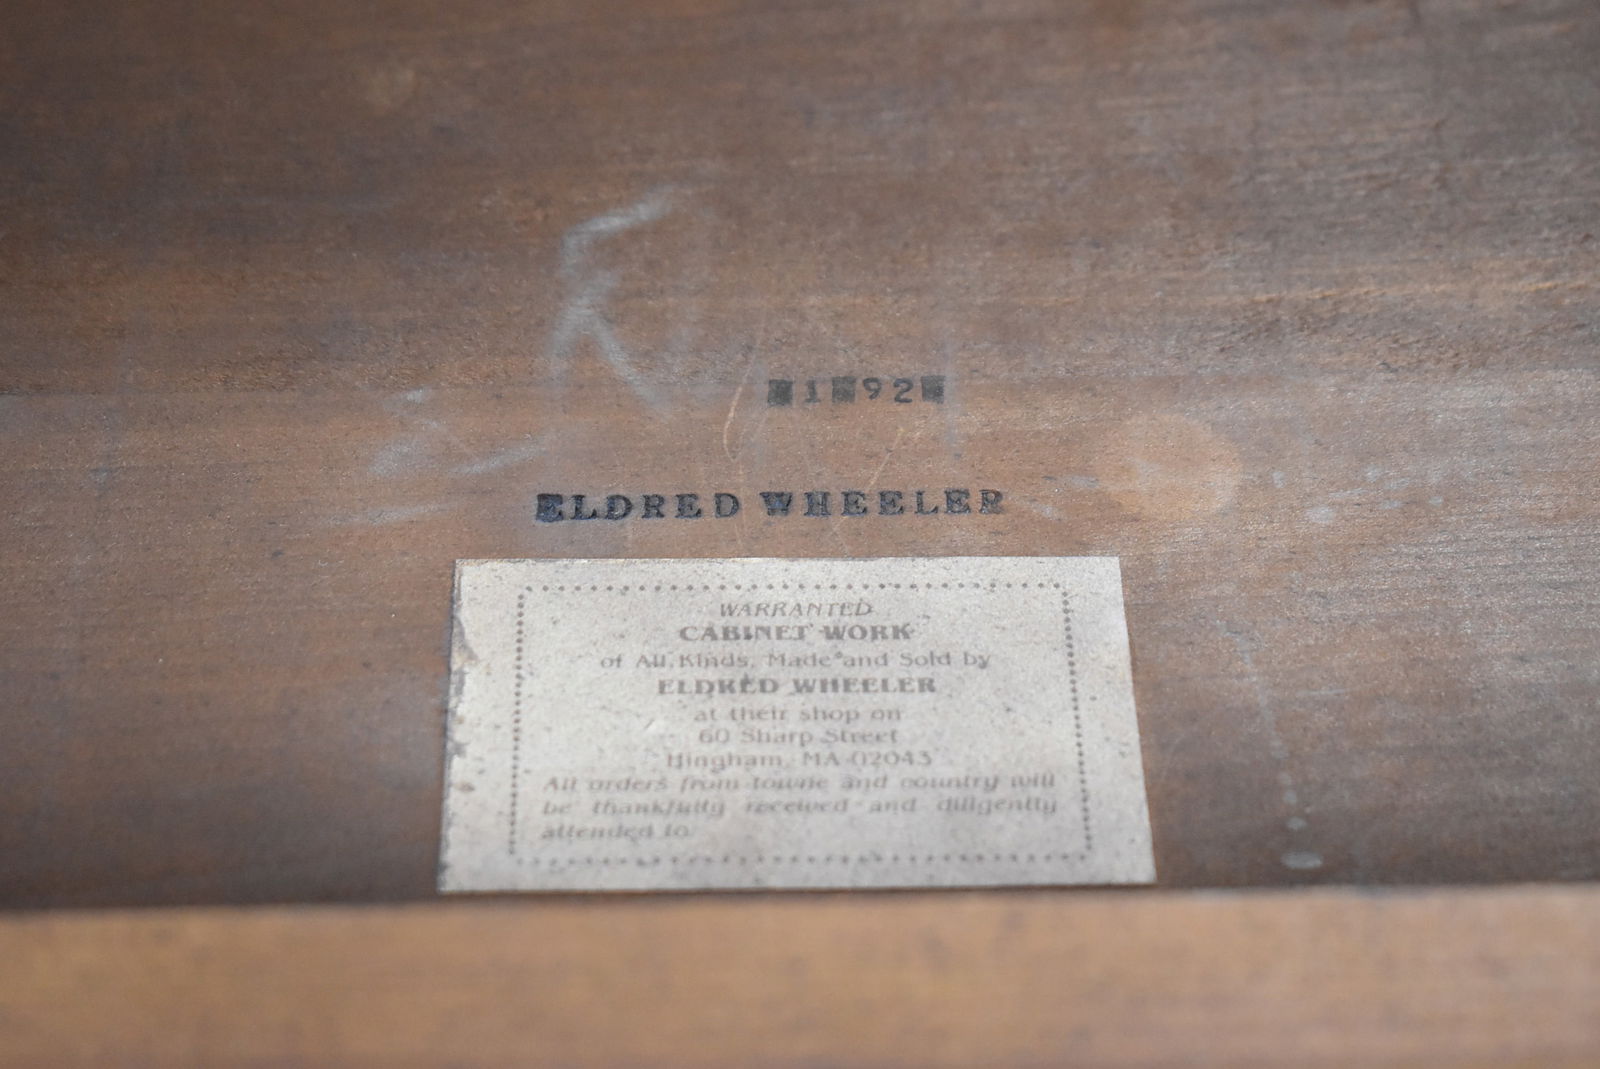 1 92
ELDRED WHEELER
WARRANTED
CABINET WORK
of All Kinds, Made and Sold by
ELDRED WHEELER
at their shop on
60 Sharp Street
Hingham, MA 02043
All orders from towne and country will
be thankfully received and diligently
attended to